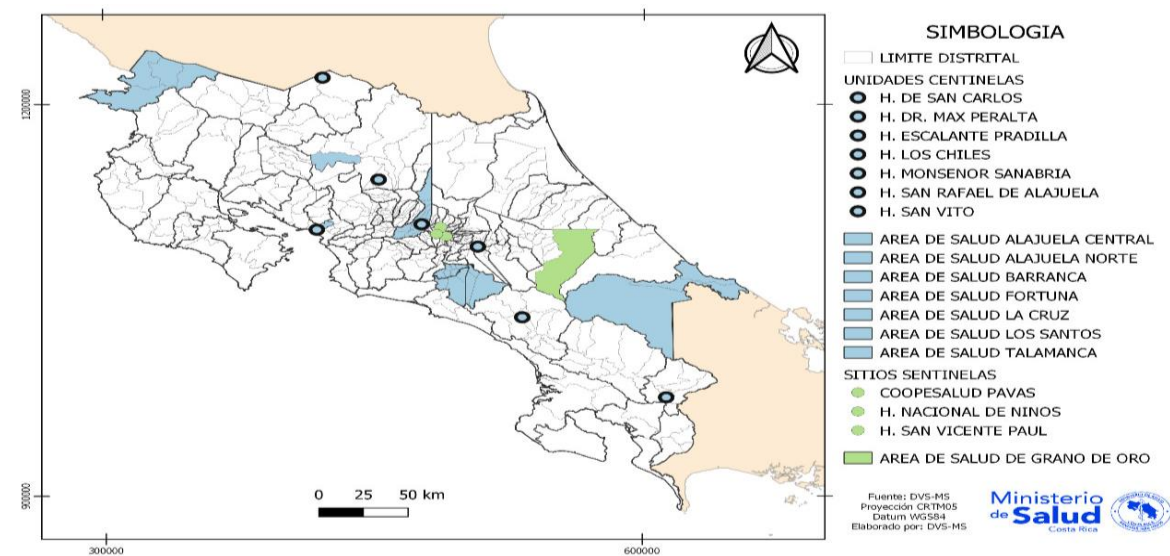 SIMBOLOGIA
LIMITE DISTRITAL
UNIDADES CENTINELAS
H. DE SAN CARLOS
H. DR. MAX PERALTA
H. ESCALANTE PRADILLA
H. LOS CHILES
H. MONSENOR SANABRIA
H. SAN RAFAEL DE ALAJUELA
H. SAN VITO
AREA DE SALUD ALAJUELA CENTRAL
AREA DE SALUD ALAJUELA NORTE
AREA DE SALUD BARRANCA
AREA DE SALUD FORTUNA
AREA DE SALUD LA CRUZ
AREA DE SALUD LOS SANTOS
AREA DE SALUD TALAMANCA
SITIOS SENTINELAS
COOPESALUD PAVAS
H. NACIONAL DE NINOS
H. SAN VICENTE PAUL
AREA DE SALUD DE GRANO DE ORO
Fuente: DVS-MS
Proyección CRTM05
Datum WGS84
Elaborado por: DVS-MS
Ministerio
de Salud
Costa Rica
1200000
900000
0 25 50 km
300000 600000